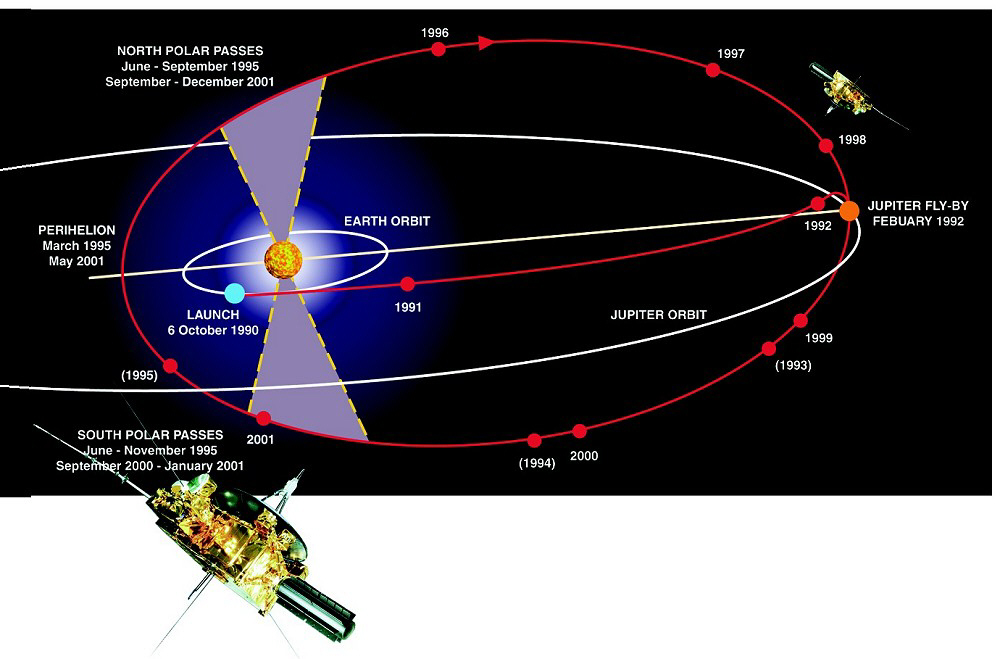 1996
NORTH POLAR PASSES
June - September 1995
September - December 2001
1997
1998
JUPITER FLY-BY
FEBUARY 1992
1992
EARTH ORBIT
PERIHELION
March 1995
May 2001
1991
LAUNCH
6 October 1990
JUPITER ORBIT
1999
(1993)
(1995)
2001
SOUTH POLAR PASSES
June - November 1995
September 2000 - January 2001
(1994)
2000